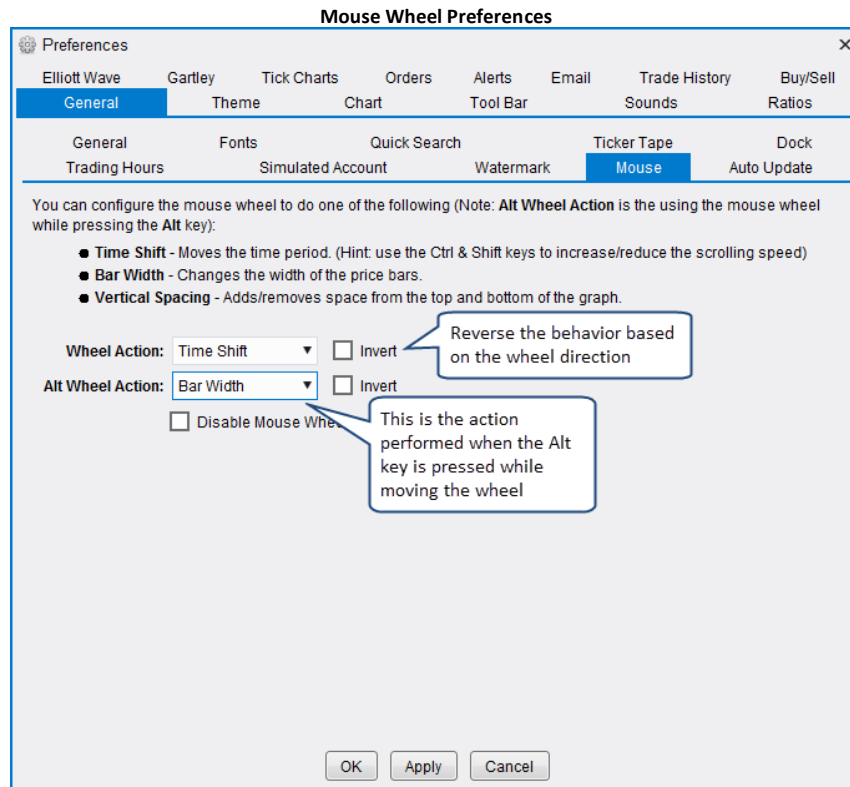 Mouse Wheel Preferences
Preferences
Elliott Wave Gartley Tick Charts Orders Alerts Email Trade History Buy/Sell
General Theme Chart Tool Bar Sounds Ratios
General Fonts Quick Search Ticker Tape Dock
Trading Hours Simulated Account Watermark Mouse Auto Update
You can configure the mouse wheel to do one of the following (Note: Alt Wheel Action is the using the mouse wheel
while pressing the Alt key):
● Time Shift - Moves the time period. (Hint: use the Ctrl & Shift keys to increase/reduce the scrolling speed)
● Bar Width - Changes the width of the price bars.
● Vertical Spacing - Adds/removes space from the top and bottom of the graph.
Wheel Action: Time Shift Invert
Reverse the behavior based
on the wheel direction
Alt Wheel Action: Bar Width Invert
Disable Mouse
This is the action
performed when the Alt
key is pressed while
moving the wheel
OK Apply Cancel